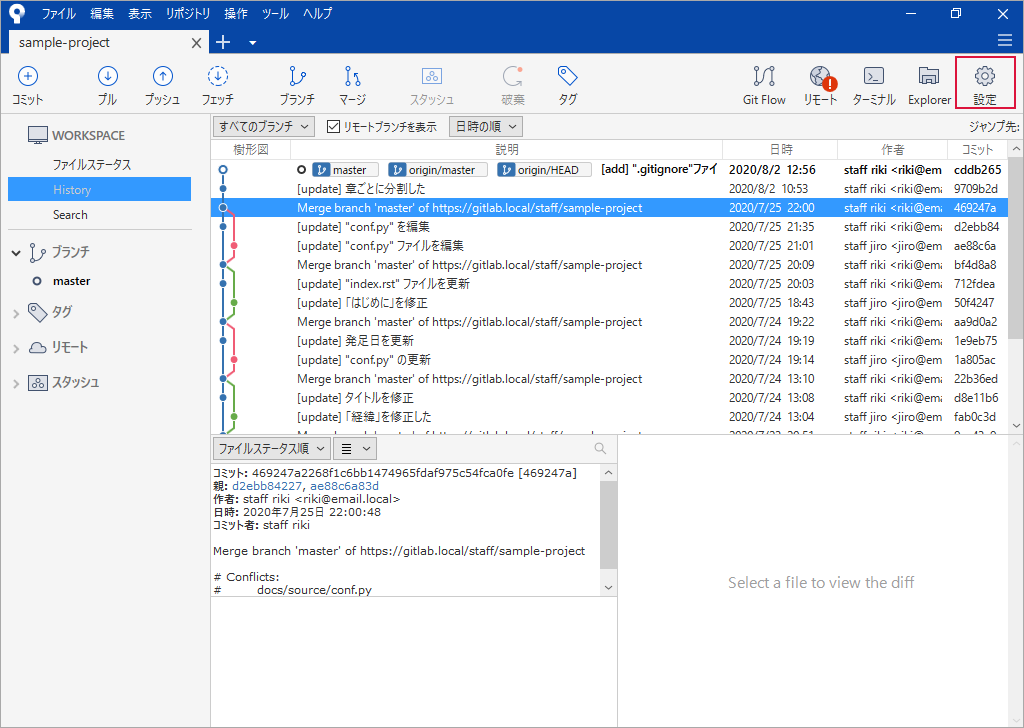 ファイル 編集 表示 リポジトリ 操作 ツール ヘルプ
sample-project
コミット プル プッシュ フェッチ ブランチ マージ スタッシュ 破棄 タグ Git Flow リモート ターミナル Explorer 設定
WORKSPACE
ファイルステータス
History
Search
ブランチ
master
タグ
リモート
スタッシュ
すべてのブランチ リモートブランチを表示 日時の順 ジャンプ先:
樹形図 説明 日時 作者 コミット
master origin/master origin/HEAD [add] ".gitignore"ファイ 2020/8/2 12:56 staff riki <riki@em cddb265
[update] 章ごとに分割した 2020/8/2 10:53 staff riki <riki@ema 9709b2d
Merge branch 'master' of https://gitlab.local/staff/sample-project 2020/7/25 22:00 staff riki <riki@ema 469247a
[update] "conf.py" を編集 2020/7/25 21:35 staff riki <riki@ema d2ebb84
[update] "conf.py" ファイルを編集 2020/7/25 21:01 staff jiro <jiro@ema ae88c6a
Merge branch 'master' of https://gitlab.local/staff/sample-project 2020/7/25 20:09 staff riki <riki@ema bf4d8a8
[update] "index.rst" ファイルを更新 2020/7/25 20:03 staff riki <riki@ema 712fdea
[update] 「はじめに」を修正 2020/7/25 18:43 staff jiro <jiro@ema 50f4247
Merge branch 'master' of https://gitlab.local/staff/sample-project 2020/7/24 19:22 staff riki <riki@ema aa9d0a2
[update] 発足日を更新 2020/7/24 19:19 staff riki <riki@ema 1e9eb75
[update] "conf.py" の更新 2020/7/24 19:14 staff jiro <jiro@ema 1a805ac
Merge branch 'master' of https://gitlab.local/staff/sample-project 2020/7/24 13:10 staff riki <riki@ema 22b36ed
[update] タイトルを修正 2020/7/24 13:08 staff riki <riki@ema d8e11b6
[update] 「経緯」を修正した 2020/7/24 13:04 staff jiro <jiro@ema fab0c3d
ファイルステータス順
コミット: 469247a2268f1c6bb1474965fdaf975c54fca0fe [469247a]
親: d2ebb84227, ae88c6a83d
作者: staff riki <riki@email.local>
日時: 2020年7月25日 22:00:48
コミット者: staff riki
Merge branch 'master' of https://gitlab.local/staff/sample-project
# Conflicts:
# docs/source/conf.py
Select a file to view the diff